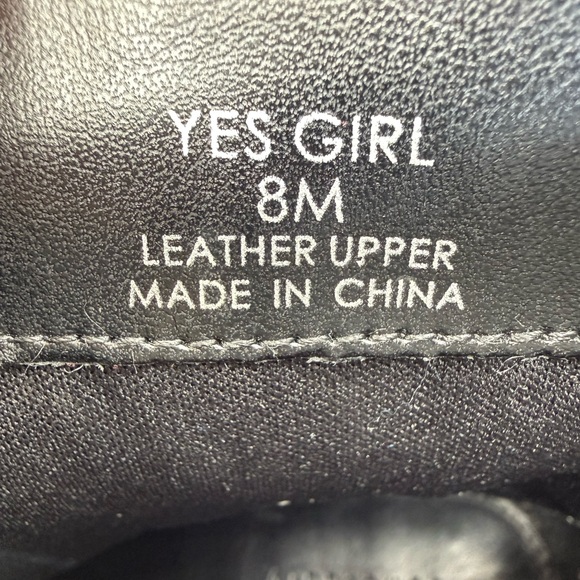 YES GIRL
8M
LEATHER UPPER
MADE IN CHINA